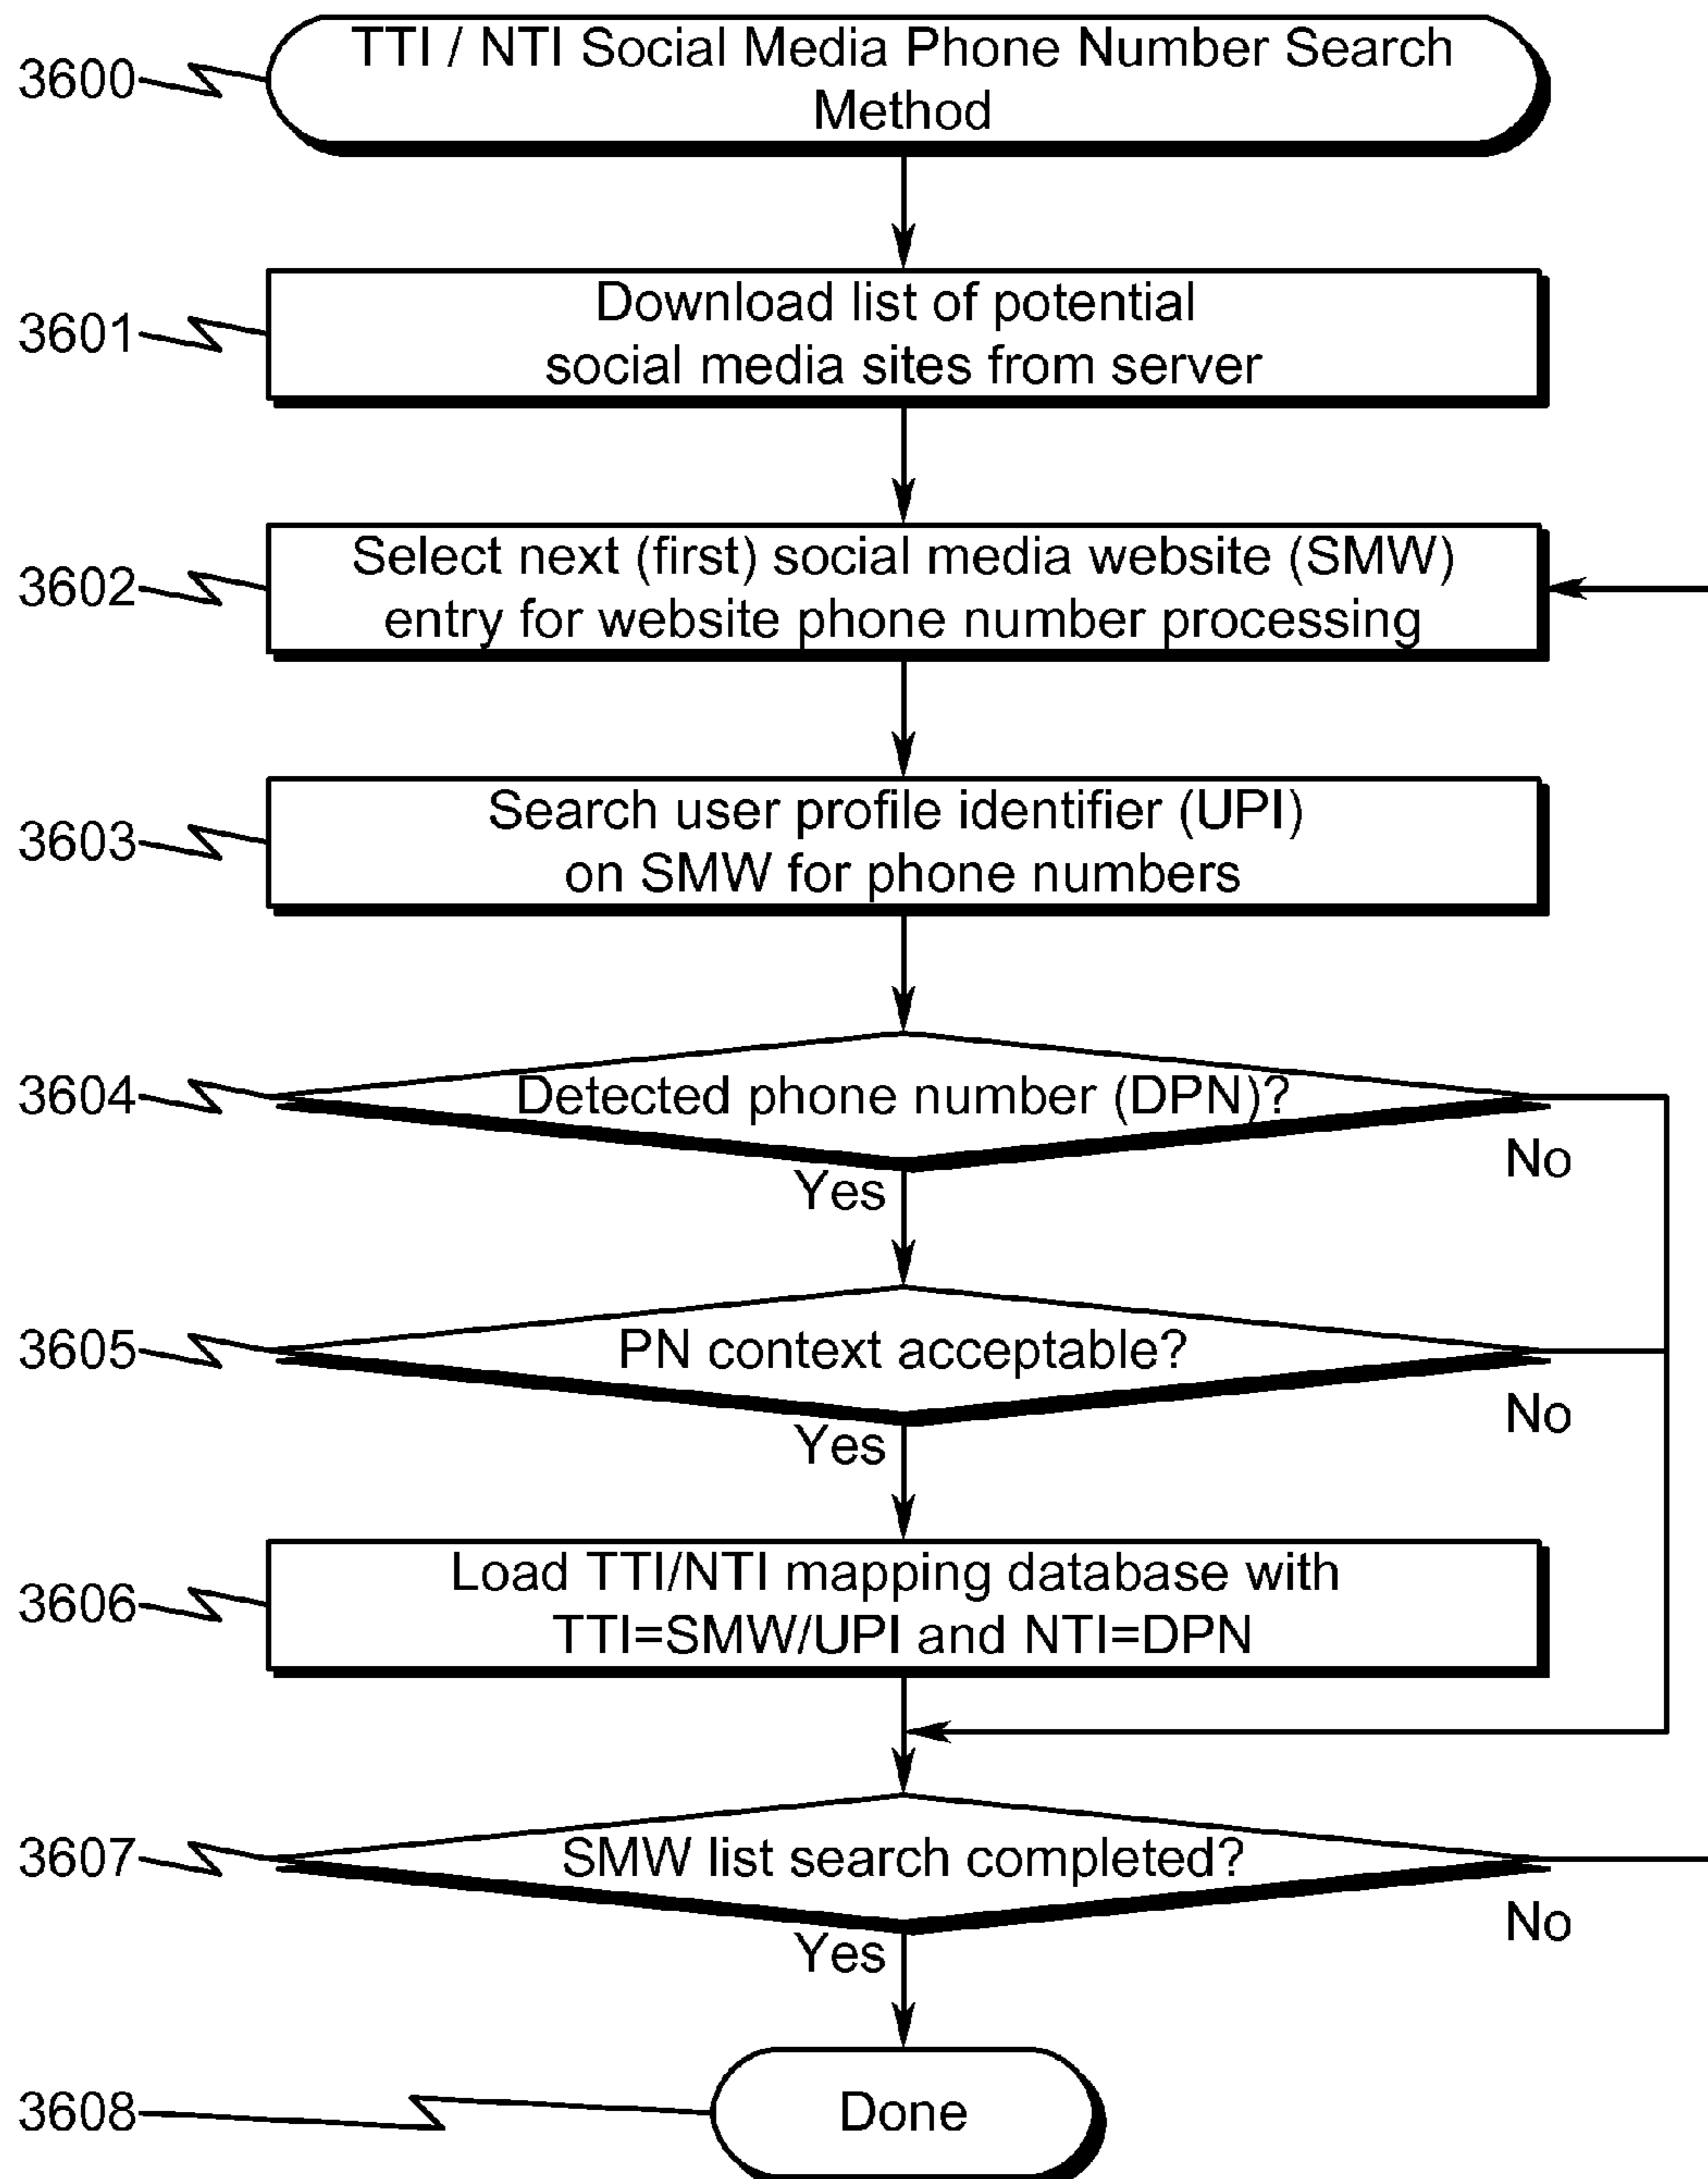 3600
TTI / NTI Social Media Phone Number Search
Method
3601
Download list of potential
social media sites from server
3602
Select next (first) social media website (SMW)
entry for website phone number processing
3603
Search user profile identifier (UPI)
on SMW for phone numbers
3604
Detected phone number (DPN)?
No
Yes
3605
PN context acceptable?
No
Yes
3606
Load TTI/NTI mapping database with
TTI=SMW/UPI and NTI=DPN
3607
SMW list search completed?
No
Yes
3608
Done